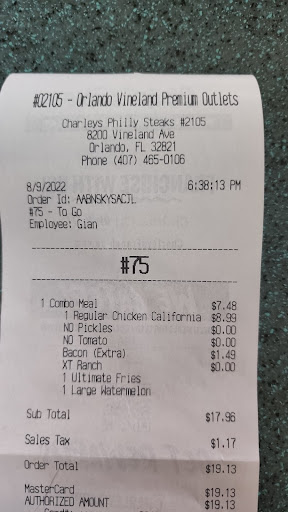 #02105 - Orlando Vineland Premium Outlets
Charleys Philly Steaks #2105
8200 Vineland Ave
Orlando, FL 32821
Phone (407) 465-0106
8/9/2022 6:38:13 PM
Order Id: AABNSKYSACTL
#75 - To Go
Employee: Gian
#75
1 Combo Meal $7.48
1 Regular Chicken California $8.99
NO Pickles $0.00
NO Tomato $0.00
Bacon (Extra) $1.49
XT Ranch $0.00
1 Ultimate Fries
1 Large Watermelon
Sub Total $17.96
Sales Tax $1.17
Order Total $19.13
MasterCard $19.13
AUTHORIZED AMOUNT $19.13